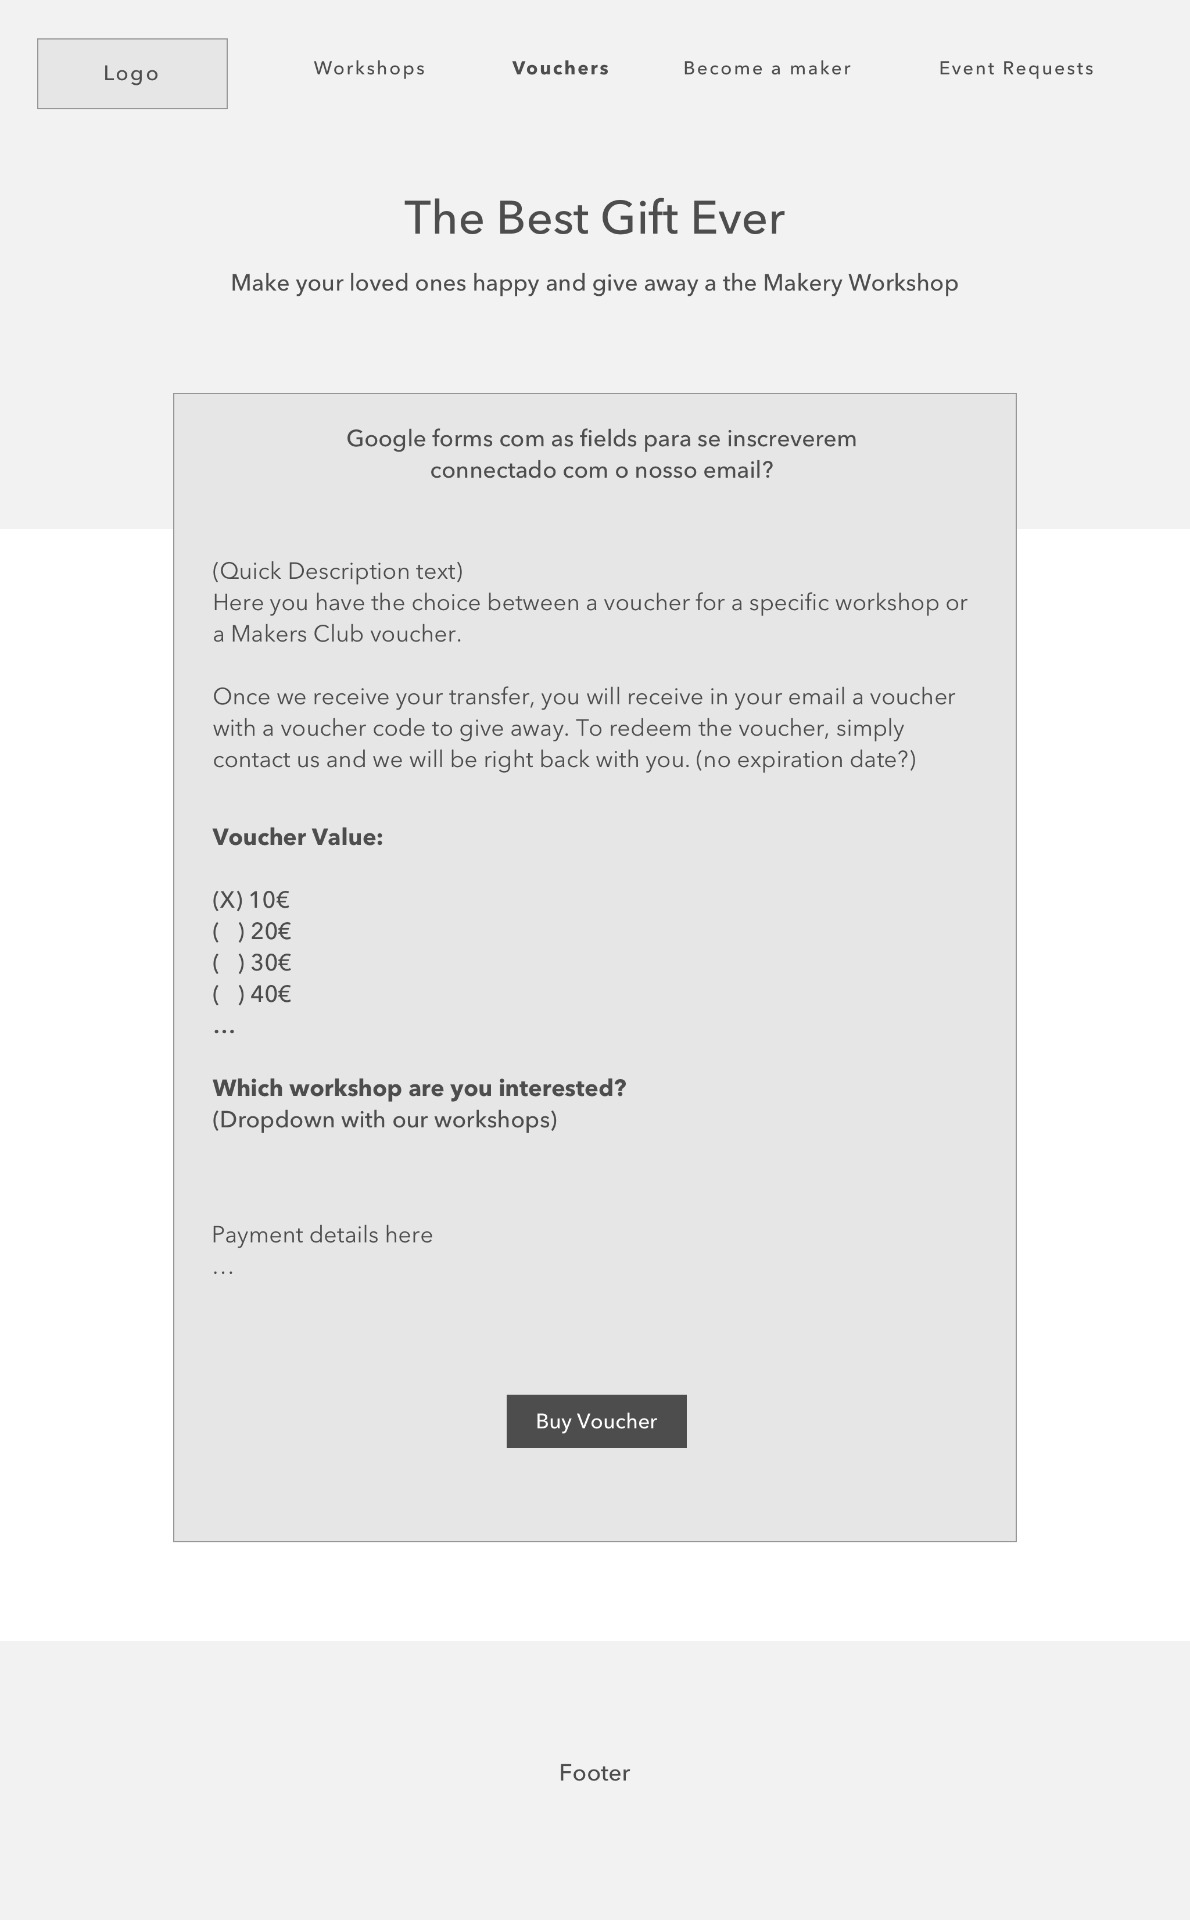 Logo
Workshops
Vouchers
Become a maker
Event Requests
The Best Gift Ever
Make your loved ones happy and give away a the Makery Workshop
Google forms com as fields para se inscreverem
connectado com o nosso email?
(Quick Description text)
Here you have the choice between a voucher for a specific workshop or
a Makers Club voucher.
Once we receive your transfer, you will receive in your email a voucher
with a voucher code to give away. To redeem the voucher, simply
contact us and we will be right back with you. (no expiration date?)
Voucher Value:
(X) 10€
( ) 20€
( ) 30€
( ) 40€
...
Which workshop are you interested?
(Dropdown with our workshops)
Payment details here
...
Buy Voucher
Footer